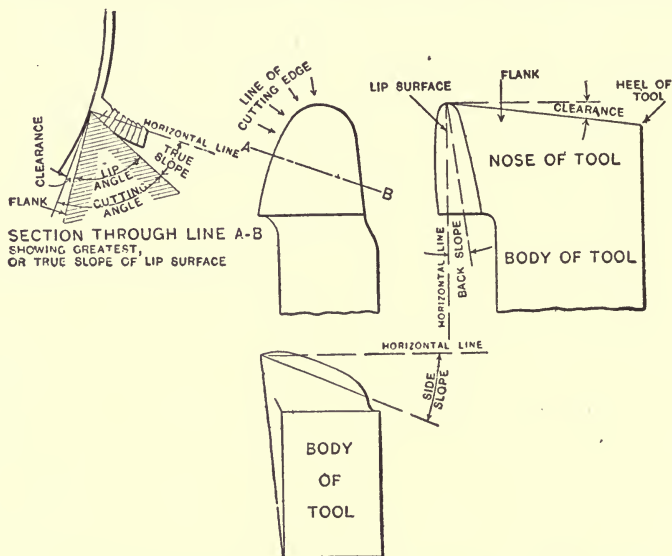 CLEARANCE
FLANK
LIP
ANGLE
CUTTING
ANGLE
HORIZONTAL LINE
TRUE
SLOPE
SECTION THROUGH LINE A-B
SHOWING GREATEST,
OR TRUE SLOPE OF LIP SURFACE
LINE OF
CUTTING EDGE
A
B
LIP SURFACE
FLANK
HEEL OF
TOOL
CLEARANCE
NOSE OF TOOL
BODY OF TOOL
HORIZONTAL LINE
BACK SLOPE
HORIZONTAL LINE
SIDE
SLOPE
BODY
OF
TOOL